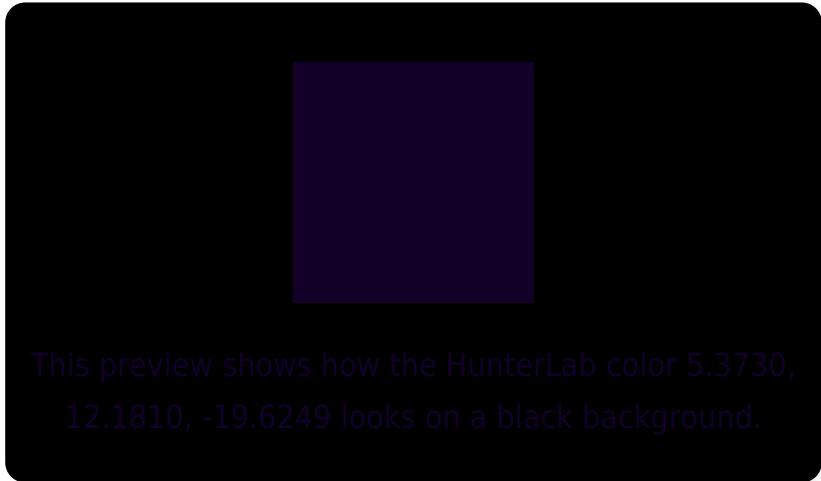 This preview shows how the HunterLab color 5.3730,
12.1810, -19.6249 looks on a black background.